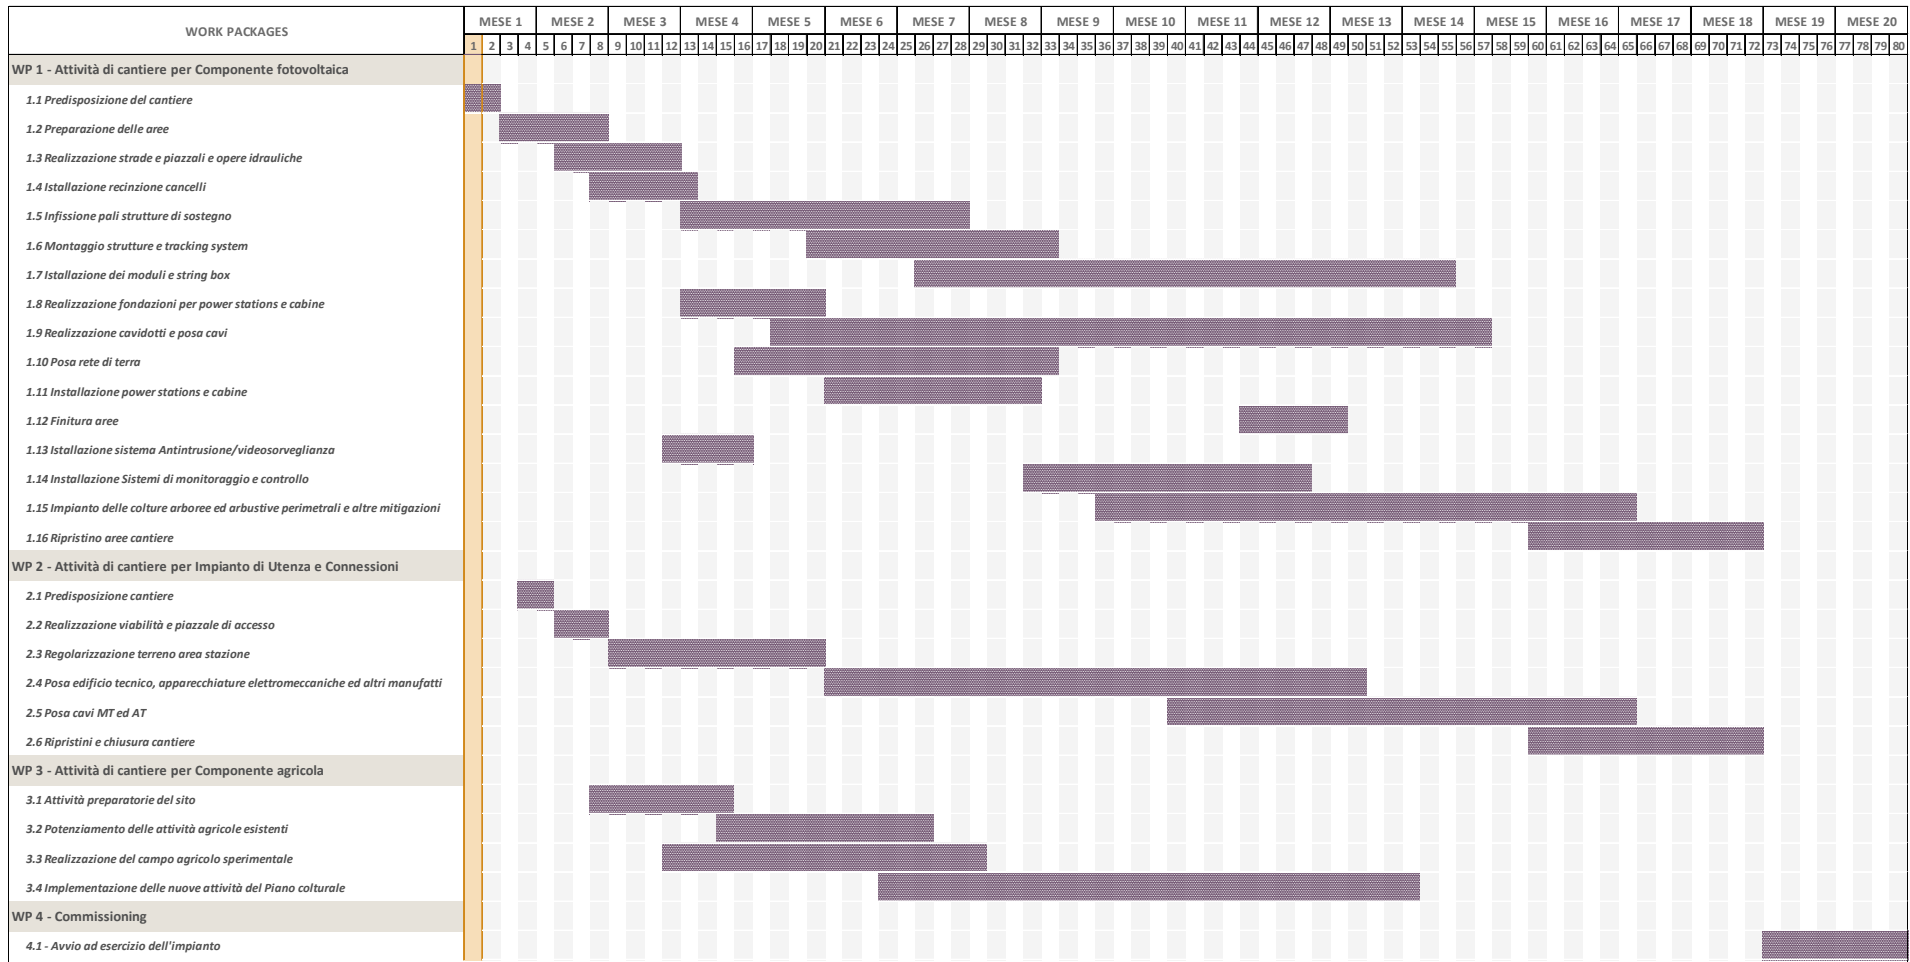 WORK PACKAGES
MESE 1 MESE 2 MESE 3 MESE 4 MESE 5 MESE 6 MESE 7 MESE 8 MESE 9 MESE 10 MESE 11 MESE 12 MESE 13 MESE 14 MESE 15 MESE 16 MESE 17 MESE 18 MESE 19 MESE 20
1 2 3 4 5 6 7 8 9 10 11 12 13 14 15 16 17 18 19 20 21 22 23 24 25 26 27 28 29 30 31 32 33 34 35 36 37 38 39 40 41 42 43 44 45 46 47 48 49 50 51 52 53 54 55 56 57 58 59 60 61 62 63 64 65 66 67 68 69 70 71 72 73 74 75 76 77 78 79 80
WP 1 - Attività di cantiere per Componente fotovoltaica
1.1 Predisposizione del cantiere
1.2 Preparazione delle aree
1.3 Realizzazione strade e piazzali e opere idrauliche
1.4 Istallazione recinzione cancelli
1.5 Infissione pali strutture di sostegno
1.6 Montaggio strutture e tracking system
1.7 Istallazione dei moduli e string box
1.8 Realizzazione fondazioni per power stations e cabine
1.9 Realizzazione cavidotti e posa cavi
1.10 Posa rete di terra
1.11 Installazione power stations e cabine
1.12 Finitura aree
1.13 Istallazione sistema Antintrusione/videosorveglianza
1.14 Installazione Sistemi di monitoraggio e controllo
1.15 Impianto delle colture arboree ed arbustive perimetrali e altre mitigazioni
1.16 Ripristino aree cantiere
WP 2 - Attività di cantiere per Impianto di Utenza e Connessioni
2.1 Predisposizione cantiere
2.2 Realizzazione viabilità e piazzale di accesso
2.3 Regolarizzazione terreno area stazione
2.4 Posa edificio tecnico, apparecchiature elettromeccaniche ed altri manufatti
2.5 Posa cavi MT ed AT
2.6 Ripristini e chiusura cantiere
WP 3 - Attività di cantiere per Componente agricola
3.1 Attività preparatorie del sito
3.2 Potenziamento delle attività agricole esistenti
3.3 Realizzazione del campo agricolo sperimentale
3.4 Implementazione delle nuove attività del Piano colturale
WP 4 - Commissioning
4.1 - Avvio ad esercizio dell'impianto